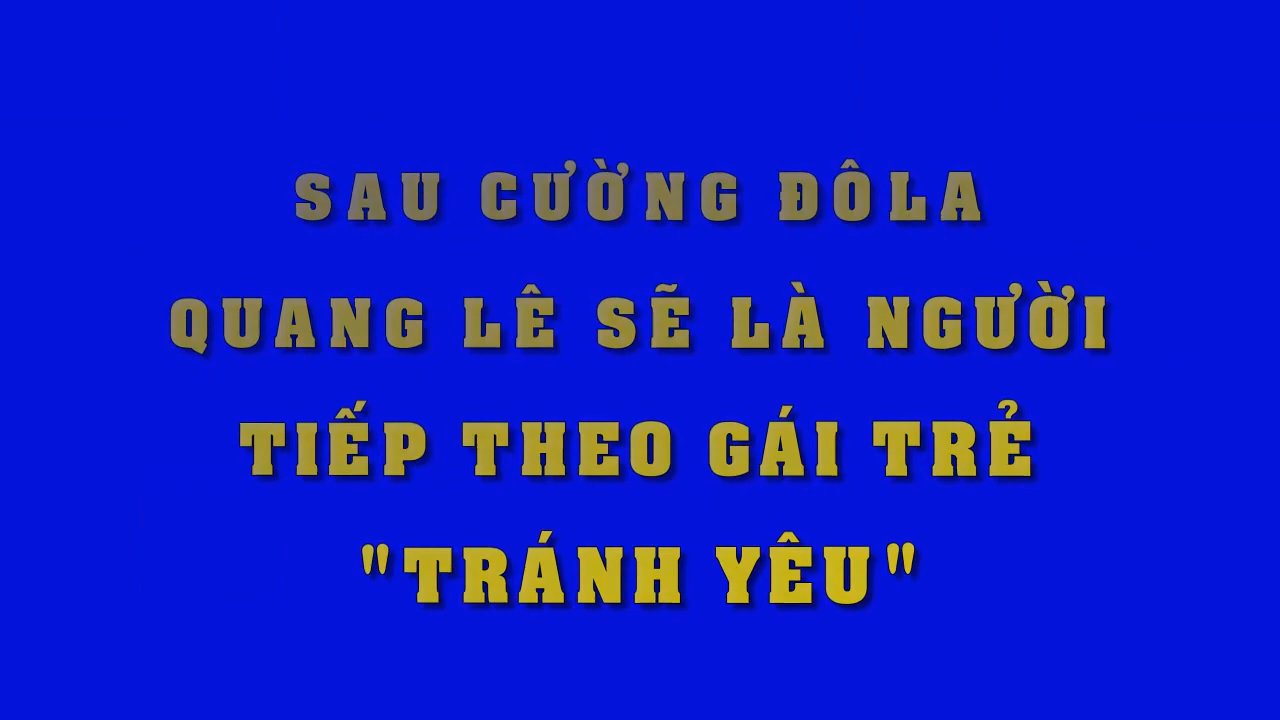 SAU CƯỜNG ĐÔLA
QUANG LÊ SẼ LÀ NGƯỜI
TIẾP THEO GÁI TRẺ
"TRÁNH YÊU"